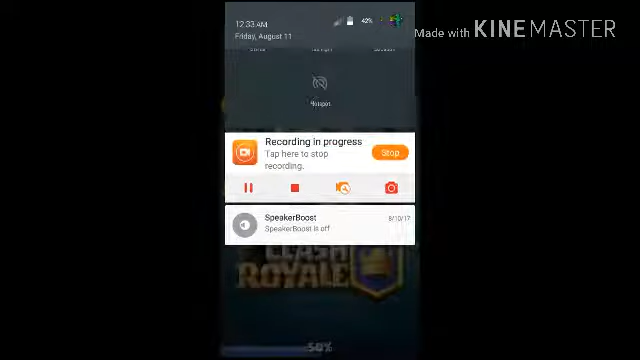 12:33 AM
42%
Made with KINEMASTER
Friday, August 11
Hotspot
Recording in progress
Tap here to stop
recording.
Stop
SpeakerBoost
8/10/17
SpeakerBoost is off
CLASH
ROYALE
50%